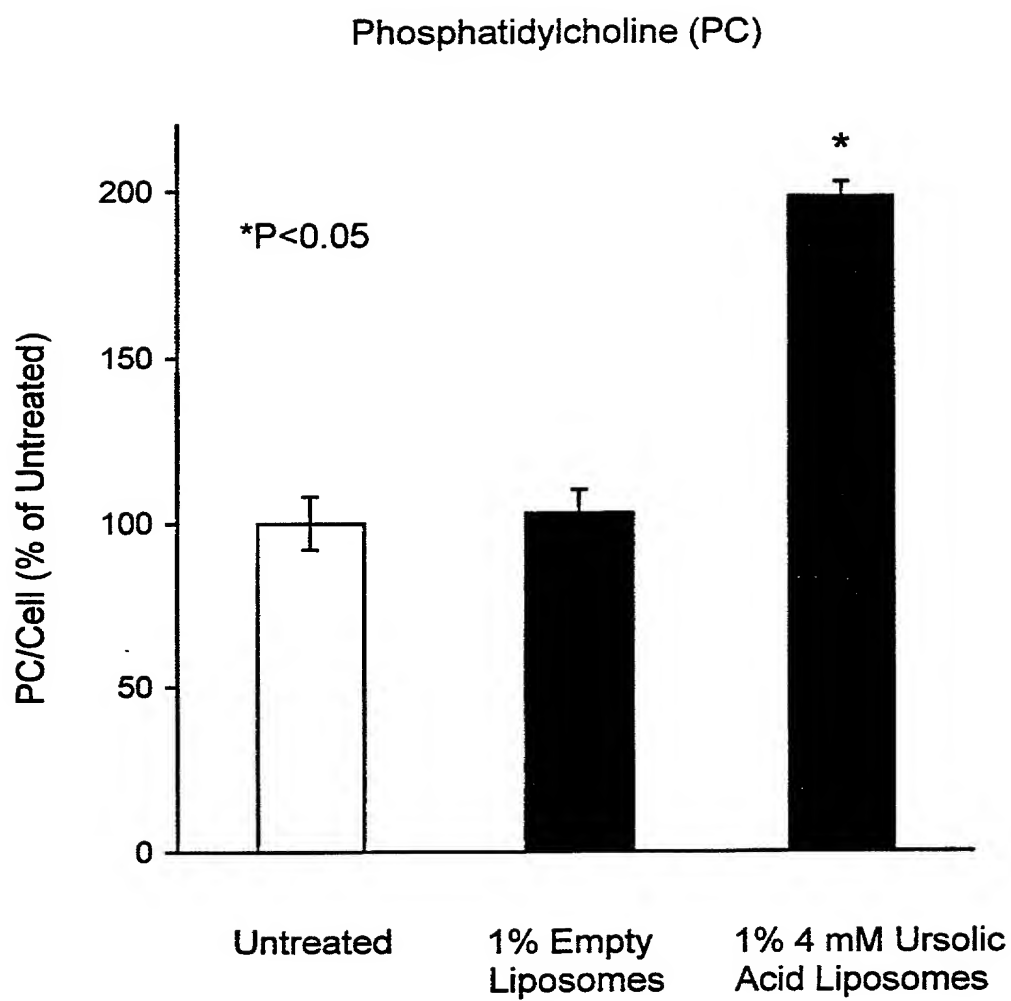 Phosphatidylcholine (PC)
*
200
*P<0.05
150
100
50
0
PC/Cell (% of Untreated)
Untreated
1% Empty
Liposomes
1% 4 mM Ursolic
Acid Liposomes